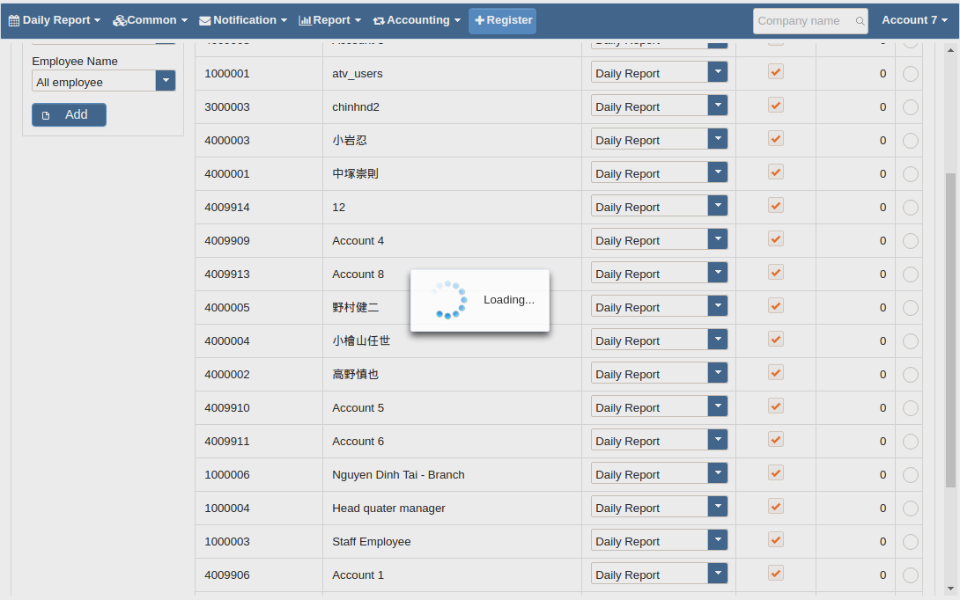 Daily Report Common Notification Report Accounting Register Company name Account 7
Employee Name
All employee
Add
1000001 atv_users Daily Report 0
3000003 chinhnd2 Daily Report 0
4000003 小岩忍 Daily Report 0
4000001 中塚崇則 Daily Report 0
4009914 12 Daily Report 0
4009909 Account 4 Daily Report 0
4009913 Account 8 Daily Report 0
Loading...
4000005 野村健二 Daily Report 0
4000004 小檜山任世 Daily Report 0
4000002 高野慎也 Daily Report 0
4009910 Account 5 Daily Report 0
4009911 Account 6 Daily Report 0
1000006 Nguyen Dinh Tai - Branch Daily Report 0
1000004 Head quater manager Daily Report 0
1000003 Staff Employee Daily Report 0
4009906 Account 1 Daily Report 0